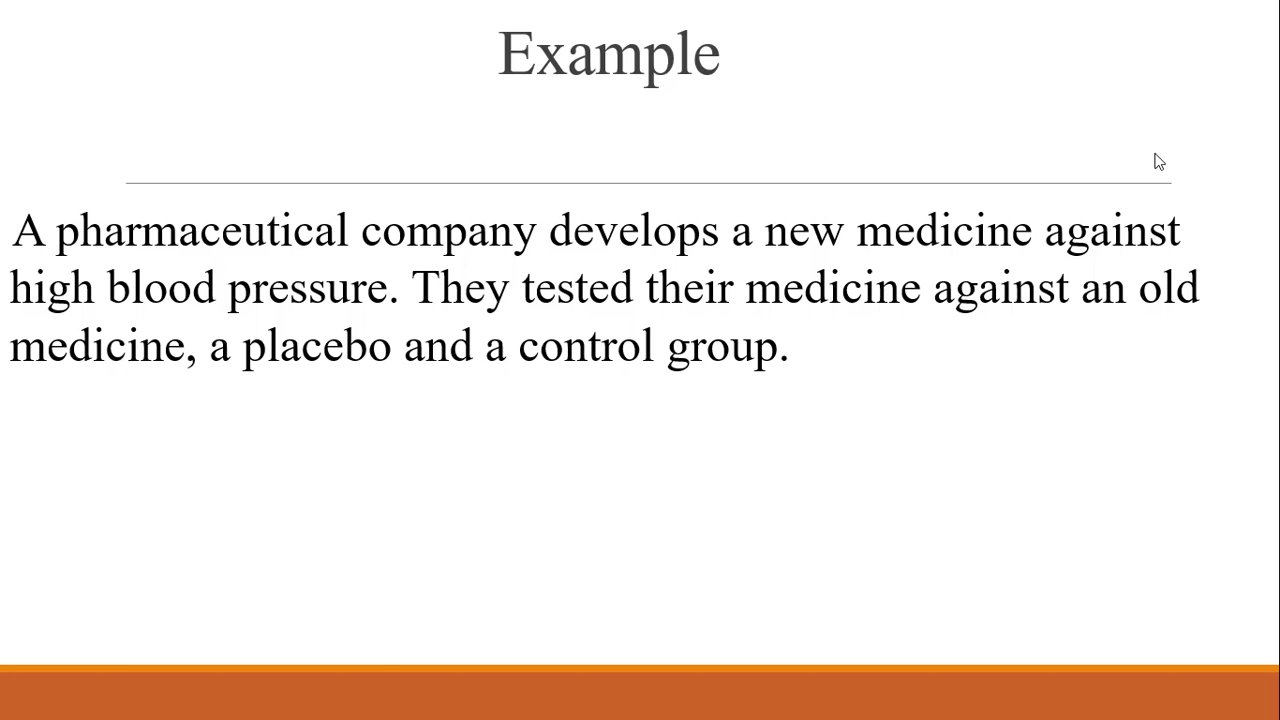 Example
A pharmaceutical company develops a new medicine against
high blood pressure. They tested their medicine against an old
medicine, a placebo and a control group.